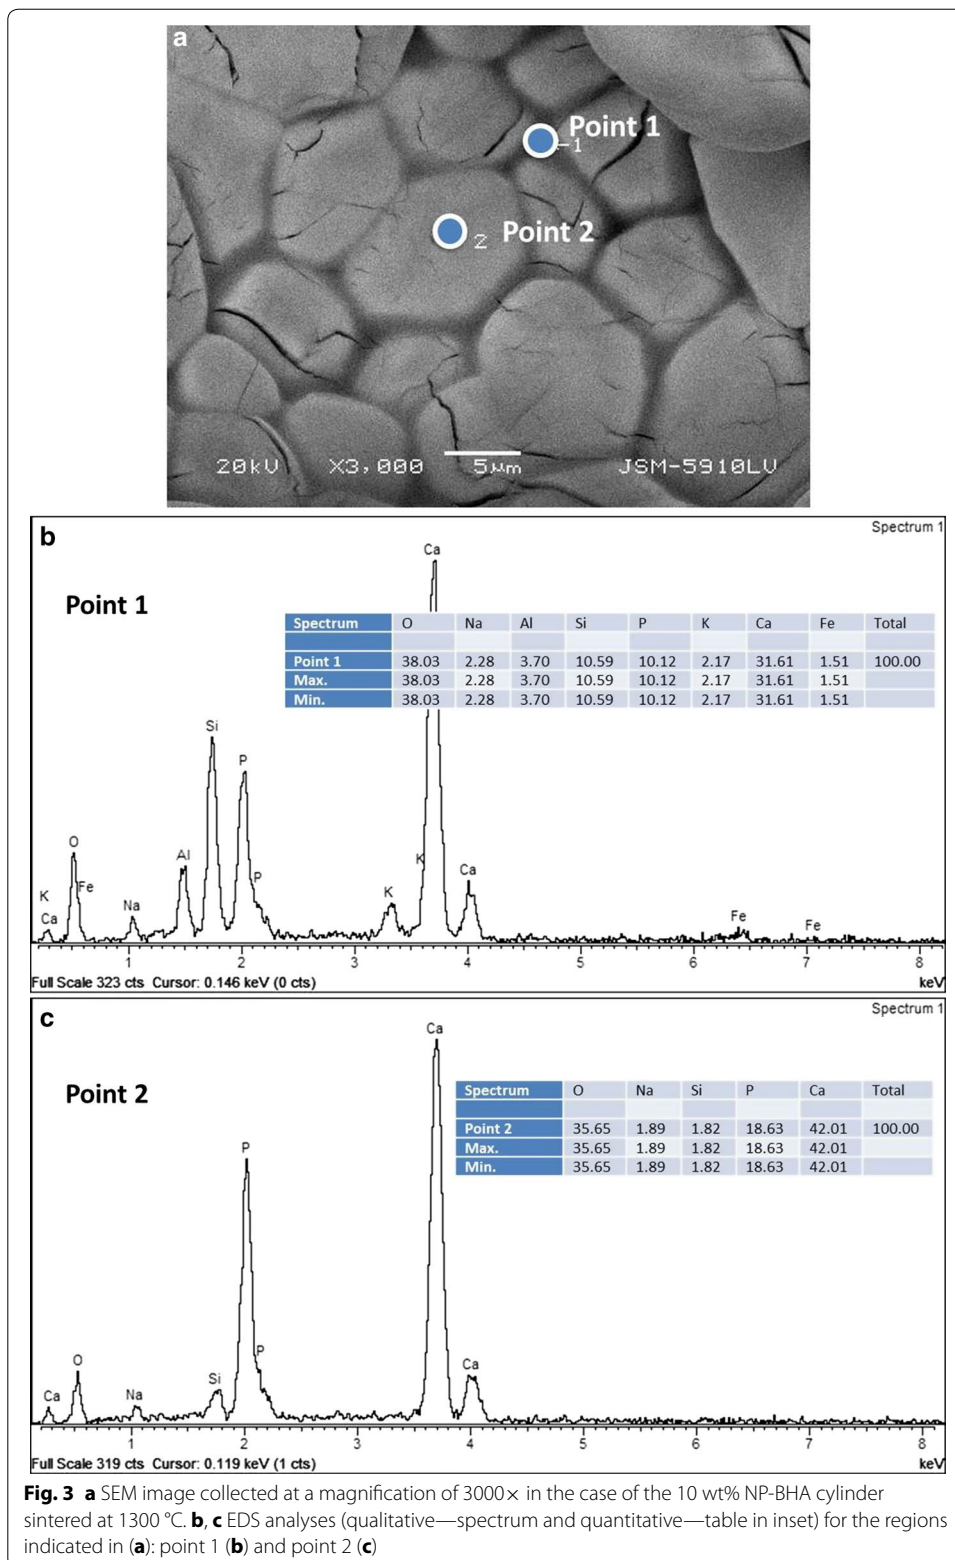 a
Point 1
1
2 Point 2
20kV X3,000 5μm JSM-5910LV
b
Spectrum 1
Point 1
Ca
Spectrum O Na Al Si P K Ca Fe Total
Point 1 38.03 2.28 3.70 10.59 10.12 2.17 31.61 1.51 100.00
Max. 38.03 2.28 3.70 10.59 10.12 2.17 31.61 1.51
Min. 38.03 2.28 3.70 10.59 10.12 2.17 31.61 1.51
Si
P
O
Al
K
Ca
P
K
Fe
K
Na
Ca
Fe
Fe
1 2 3 4 5 6 7 8
Full Scale 323 cts Cursor: 0.146 keV (0 cts) keV
c
Spectrum 1
Ca
Point 2
Spectrum O Na Si P Ca Total
Point 2 35.65 1.89 1.82 18.63 42.01 100.00
Max. 35.65 1.89 1.82 18.63 42.01
Min. 35.65 1.89 1.82 18.63 42.01
P
P
O
Ca
Si
Ca
Na
1 2 3 4 5 6 7 8
Full Scale 319 cts Cursor: 0.119 keV (1 cts) keV
Fig. 3 a SEM image collected at a magnification of 3000× in the case of the 10 wt% NP-BHA cylinder
sintered at 1300 °C. b, c EDS analyses (qualitative—spectrum and quantitative—table in inset) for the regions
indicated in (a): point 1 (b) and point 2 (c)